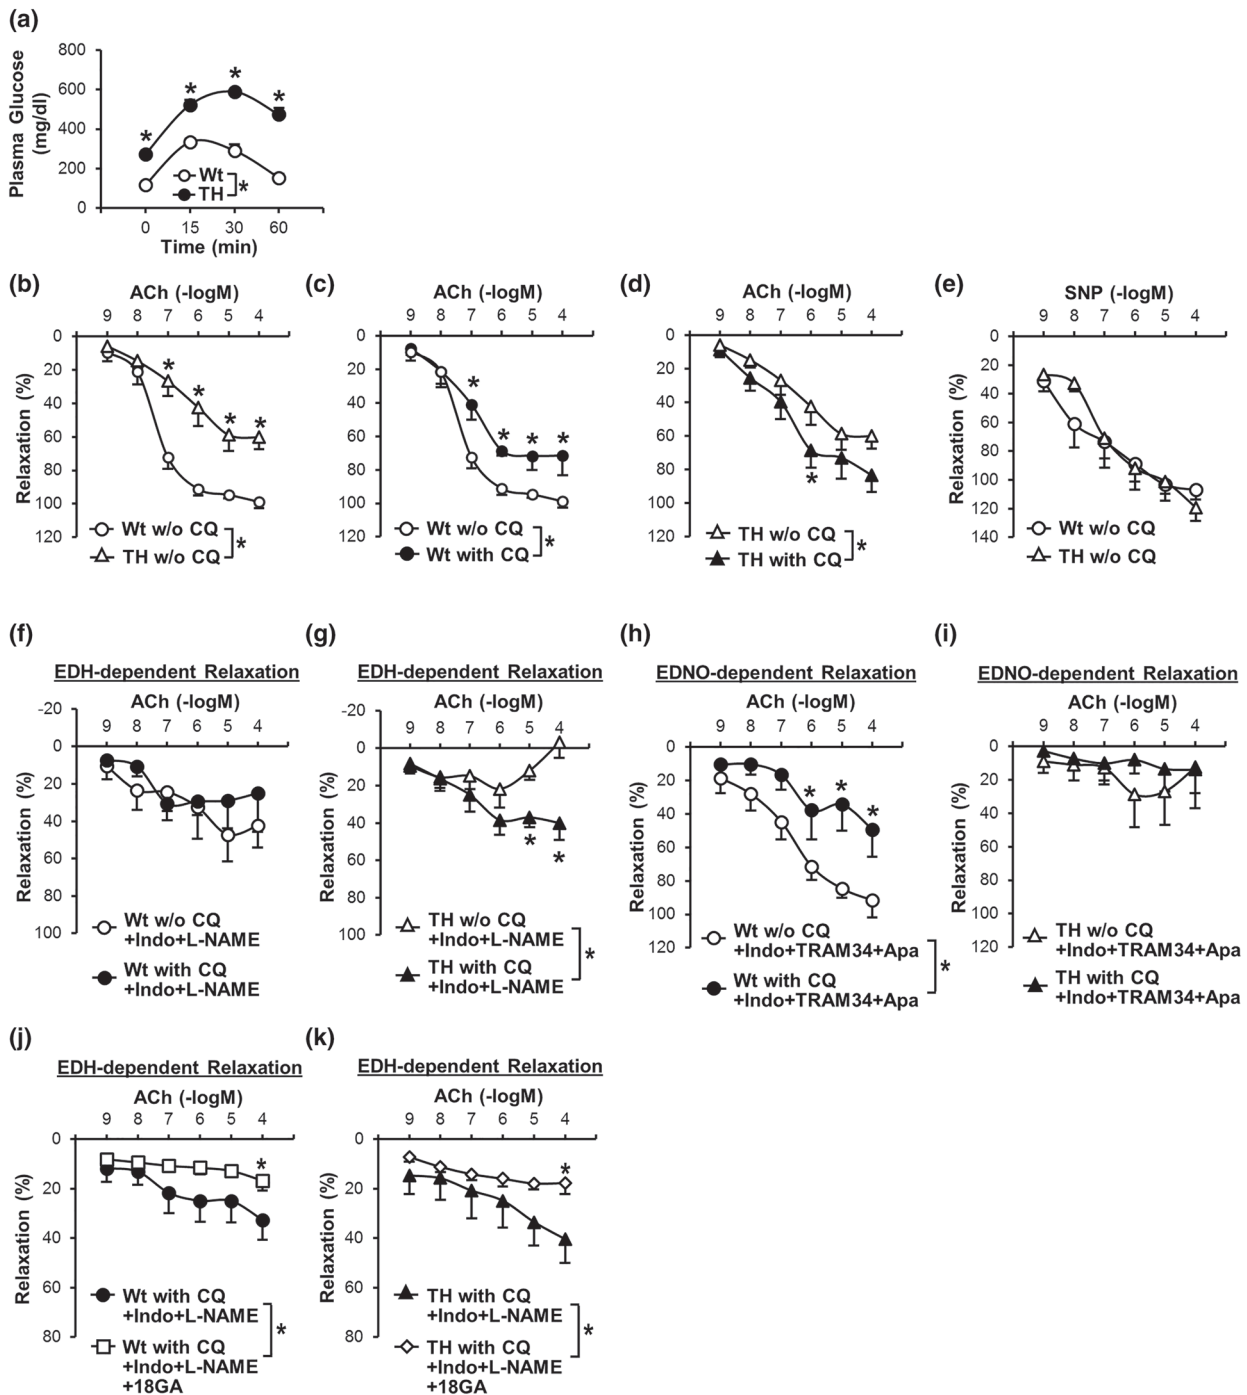 (a)
Plasma Glucose
(mg/dl)
800
600
400
200
0
*
*
*
*
Wt
TH
*
0 15 30 60
Time (min)
(b)
ACh (-logM)
9 8 7 6 5 4
Relaxation (%)
0
20
40
60
80
100
120
*
*
*
*
Wt w/o CQ
TH w/o CQ
*
(c)
ACh (-logM)
9 8 7 6 5 4
0
20
40
60
80
100
120
*
*
*
*
Wt w/o CQ
Wt with CQ
*
(d)
ACh (-logM)
9 8 7 6 5 4
0
20
40
60
80
100
120
*
TH w/o CQ
TH with CQ
*
(e)
SNP (-logM)
9 8 7 6 5 4
Relaxation (%)
0
20
40
60
80
100
120
140
Wt w/o CQ
TH w/o CQ
(f)
EDH-dependent Relaxation
ACh (-logM)
9 8 7 6 5 4
Relaxation (%)
-20
0
20
40
60
80
100
Wt w/o CQ
+Indo+L-NAME
Wt with CQ
+Indo+L-NAME
(g)
EDH-dependent Relaxation
ACh (-logM)
9 8 7 6 5 4
Relaxation (%)
-20
0
20
40
60
80
100
*
*
TH w/o CQ
+Indo+L-NAME
TH with CQ
+Indo+L-NAME
*
(h)
EDNO-dependent Relaxation
ACh (-logM)
9 8 7 6 5 4
Relaxation (%)
0
20
40
60
80
100
120
*
*
*
Wt w/o CQ
+Indo+TRAM34+Apa
Wt with CQ
+Indo+TRAM34+Apa
*
(i)
EDNO-dependent Relaxation
ACh (-logM)
9 8 7 6 5 4
Relaxation (%)
0
20
40
60
80
100
120
TH w/o CQ
+Indo+TRAM34+Apa
TH with CQ
+Indo+TRAM34+Apa
(j)
EDH-dependent Relaxation
ACh (-logM)
9 8 7 6 5 4
Relaxation (%)
0
20
40
60
80
*
Wt with CQ
+Indo+L-NAME
Wt with CQ
+Indo+L-NAME
+18GA
*
(k)
EDH-dependent Relaxation
ACh (-logM)
9 8 7 6 5 4
Relaxation (%)
0
20
40
60
80
*
TH with CQ
+Indo+L-NAME
TH with CQ
+Indo+L-NAME
+18GA
*